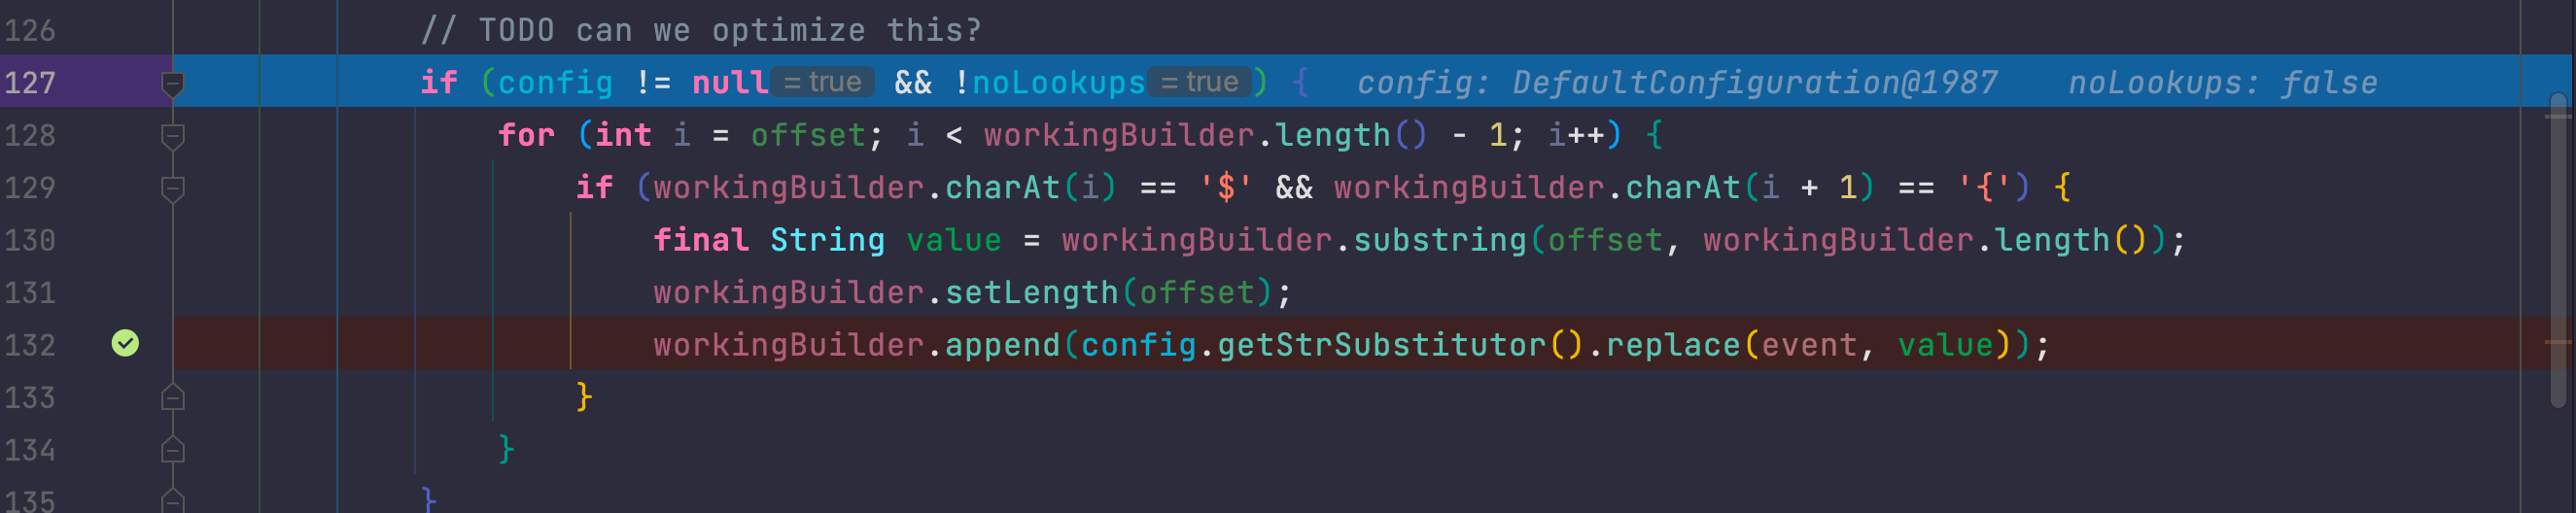 126 // TODO can we optimize this?
127 if (config != null = true && !noLookups = true ) { config: DefaultConfiguration@1987 noLookups: false
128 for (int i = offset; i < workingBuilder.length() - 1; i++) {
129 if (workingBuilder.charAt(i) == '$' && workingBuilder.charAt(i + 1) == '{') {
130 final String value = workingBuilder.substring(offset, workingBuilder.length());
131 workingBuilder.setLength(offset);
132 workingBuilder.append(config.getStrSubstitutor().replace(event, value));
133 }
134 }
135 }